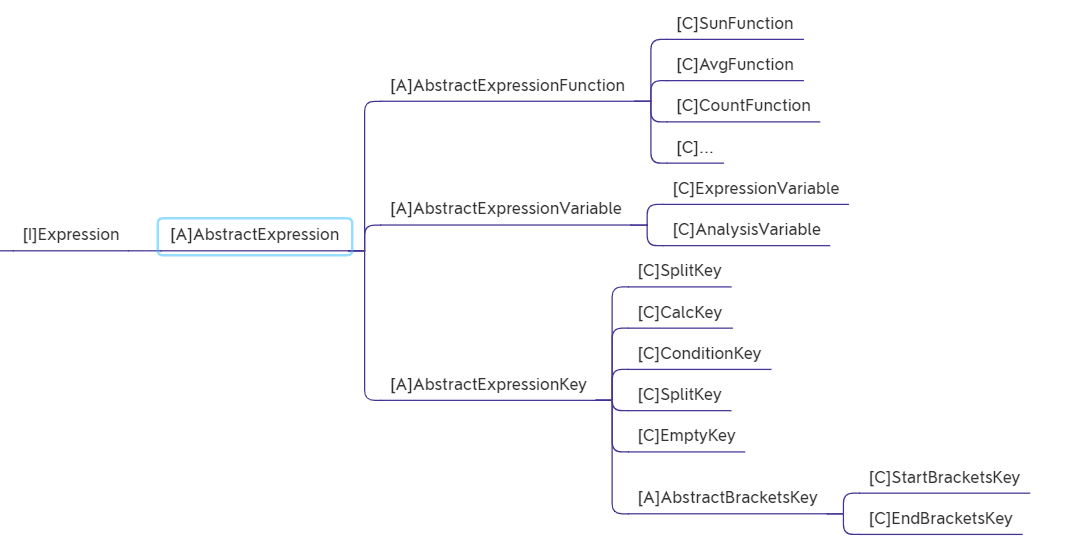 [I]Expression
[A]AbstractExpression
[A]AbstractExpressionFunction
[C]SunFunction
[C]AvgFunction
[C]CountFunction
[C]...
[A]AbstractExpressionVariable
[C]ExpressionVariable
[C]AnalysisVariable
[A]AbstractExpressionKey
[C]SplitKey
[C]CalcKey
[C]ConditionKey
[C]SplitKey
[C]EmptyKey
[A]AbstractBracketsKey
[C]StartBracketsKey
[C]EndBracketsKey